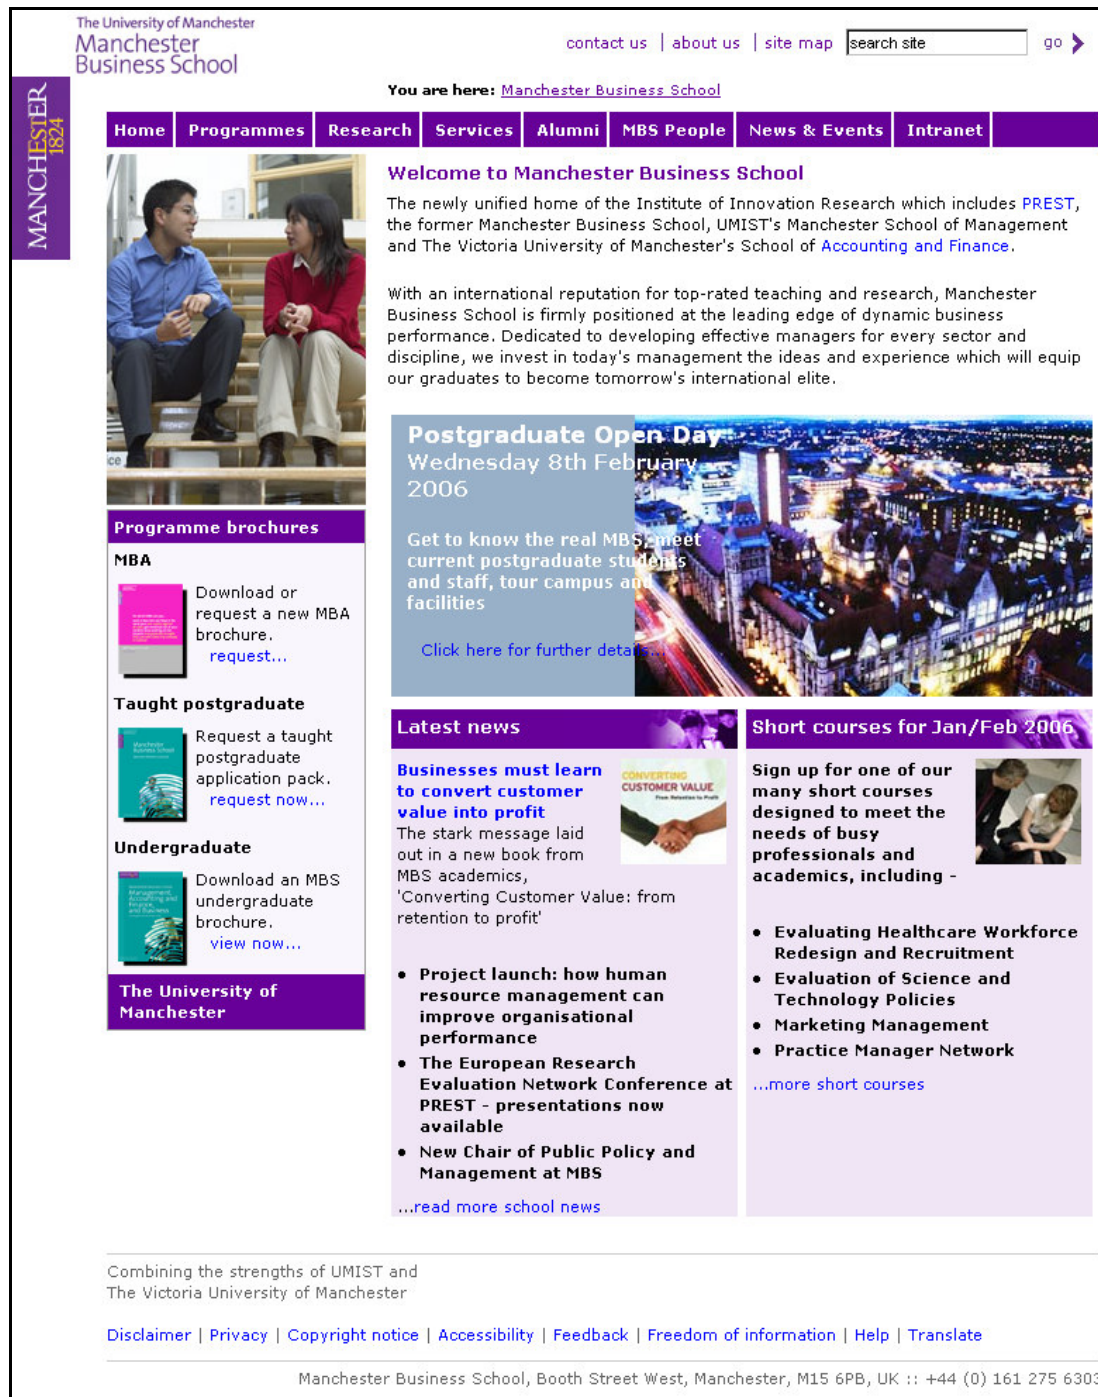 The University of Manchester
Manchester
Business School
contact us | about us | site map search site go
MANCHESTER
1824
You are here: Manchester Business School
Home Programmes Research Services Alumni MBS People News & Events Intranet
Welcome to Manchester Business School
The newly unified home of the Institute of Innovation Research which includes PREST,
the former Manchester Business School, UMIST's Manchester School of Management
and The Victoria University of Manchester's School of Accounting and Finance.
With an international reputation for top-rated teaching and research, Manchester
Business School is firmly positioned at the leading edge of dynamic business
performance. Dedicated to developing effective managers for every sector and
discipline, we invest in today's management the ideas and experience which will equip
our graduates to become tomorrow's international elite.
Postgraduate Open Day
Wednesday 8th February
2006
Get to know the real MBS, meet
current postgraduate students
and staff, tour campus and
facilities
Click here for further details...
Programme brochures
MBA
Download or
request a new MBA
brochure.
request...
Taught postgraduate
Manchester
Business School
Request a taught
postgraduate
application pack.
request now...
Undergraduate
Management,
Accounting and
Finance,
and Business
Download an MBS
undergraduate
brochure.
view now...
The University of
Manchester
Latest news
Businesses must learn
to convert customer
value into profit
CONVERTING
CUSTOMER VALUE
From Retention to Profit
The stark message laid
out in a new book from
MBS academics,
'Converting Customer Value: from
retention to profit'
• Project launch: how human
resource management can
improve organisational
performance
• The European Research
Evaluation Network Conference at
PREST - presentations now
available
• New Chair of Public Policy and
Management at MBS
...read more school news
Short courses for Jan/Feb 2006
Sign up for one of our
many short courses
designed to meet the
needs of busy
professionals and
academics, including -
• Evaluating Healthcare Workforce
Redesign and Recruitment
• Evaluation of Science and
Technology Policies
• Marketing Management
• Practice Manager Network
...more short courses
Combining the strengths of UMIST and
The Victoria University of Manchester
Disclaimer | Privacy | Copyright notice | Accessibility | Feedback | Freedom of information | Help | Translate
Manchester Business School, Booth Street West, Manchester, M15 6PB, UK :: +44 (0) 161 275 6303